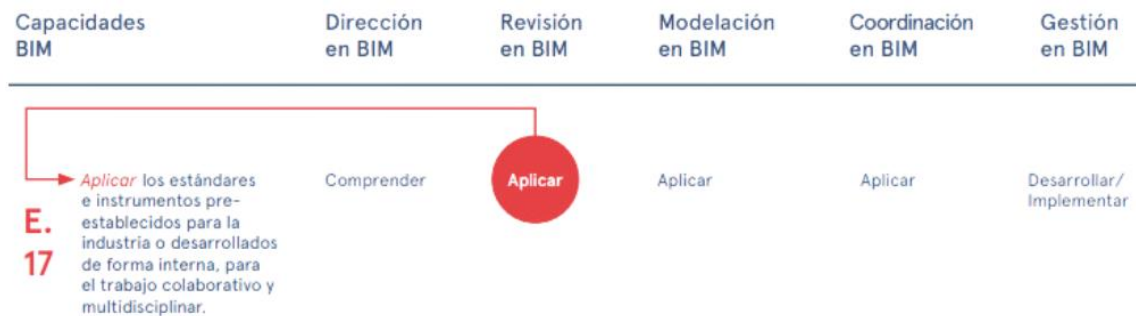 Capacidades BIM
Dirección en BIM
Revisión en BIM
Modelación en BIM
Coordinación en BIM
Gestión en BIM
E. 17
Aplicar los estándares
e instrumentos pre-
establecidos para la
industria o desarrollados
de forma interna, para
el trabajo colaborativo y
multidisciplinar.
Comprender
Aplicar
Aplicar
Aplicar
Desarrollar/
Implementar